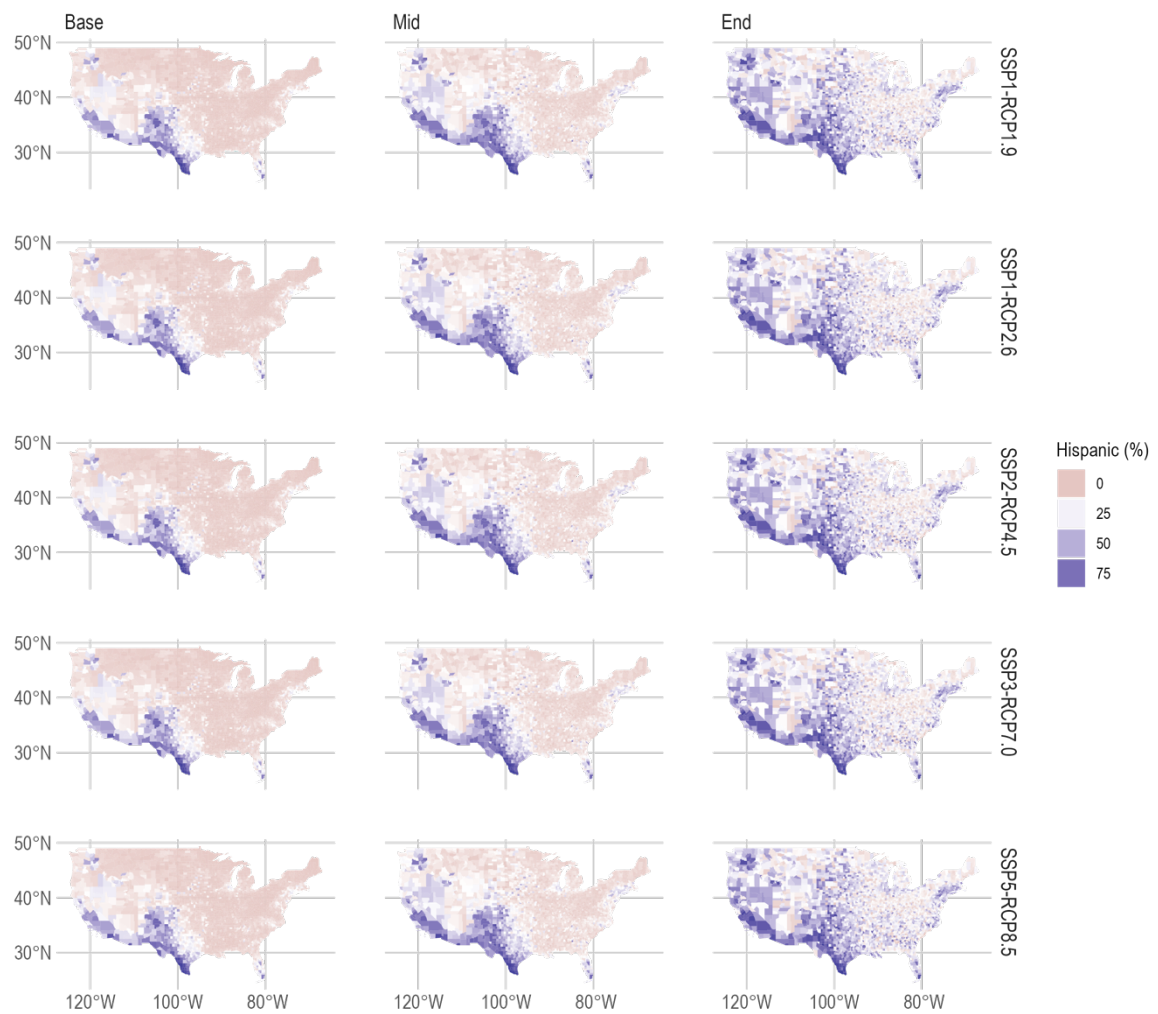 Base Mid End
50°N
40°N
30°N
SSP1-RCP1.9
50°N
40°N
30°N
SSP1-RCP2.6
50°N
40°N
30°N
SSP2-RCP4.5
Hispanic (%)
0
25
50
75
50°N
40°N
30°N
SSP3-RCP7.0
50°N
40°N
30°N
SSP5-RCP8.5
120°W 100°W 80°W 120°W 100°W 80°W 120°W 100°W 80°W